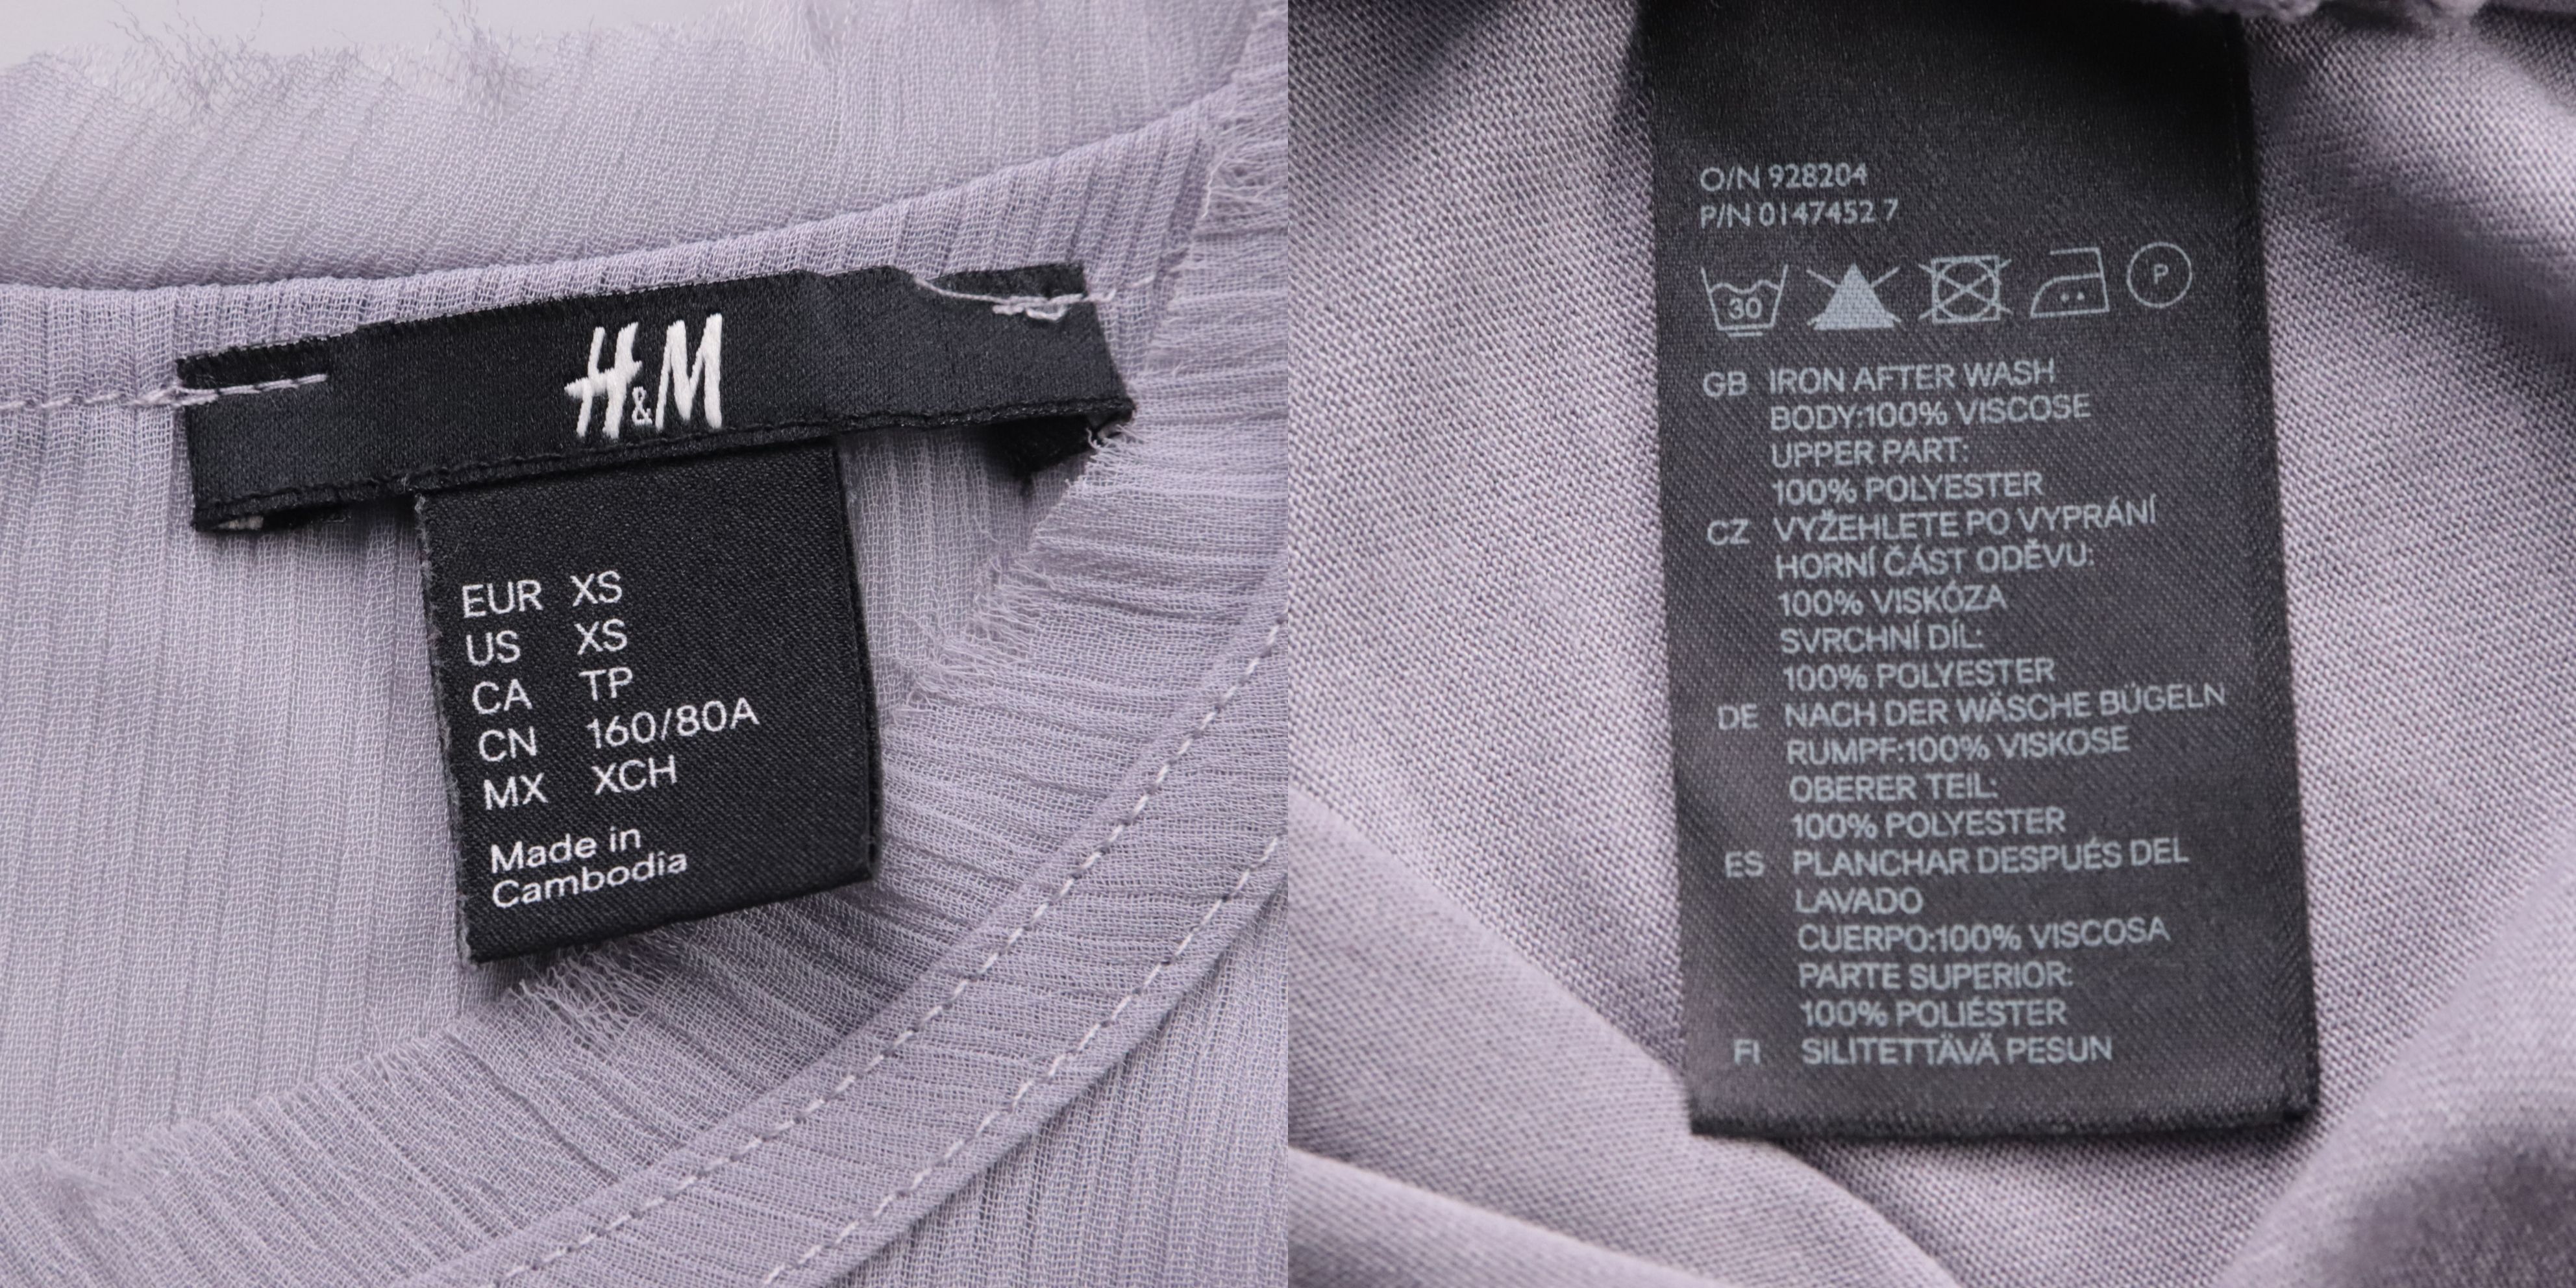 H&M
EUR XS
US XS
CA TP
CN 160/80A
MX XCH
Made in
Cambodia
O/N 928204
P/N 0147452 7
30 P
GB IRON AFTER WASH
BODY:100% VISCOSE
UPPER PART:
100% POLYESTER
CZ VYŽEHLETE PO VYPRÁNÍ
HORNÍ ČÁST ODĚVU:
100% VISKÓZA
SVRCHNÍ DÍL:
100% POLYESTER
DE NACH DER WÄSCHE BÜGELN
RUMPF:100% VISKOSE
OBERER TEIL:
100% POLYESTER
ES PLANCHAR DESPUÉS DEL
LAVADO
CUERPO:100% VISCOSA
PARTE SUPERIOR:
100% POLIÉSTER
FI SILITETTÄVÄ PESUN